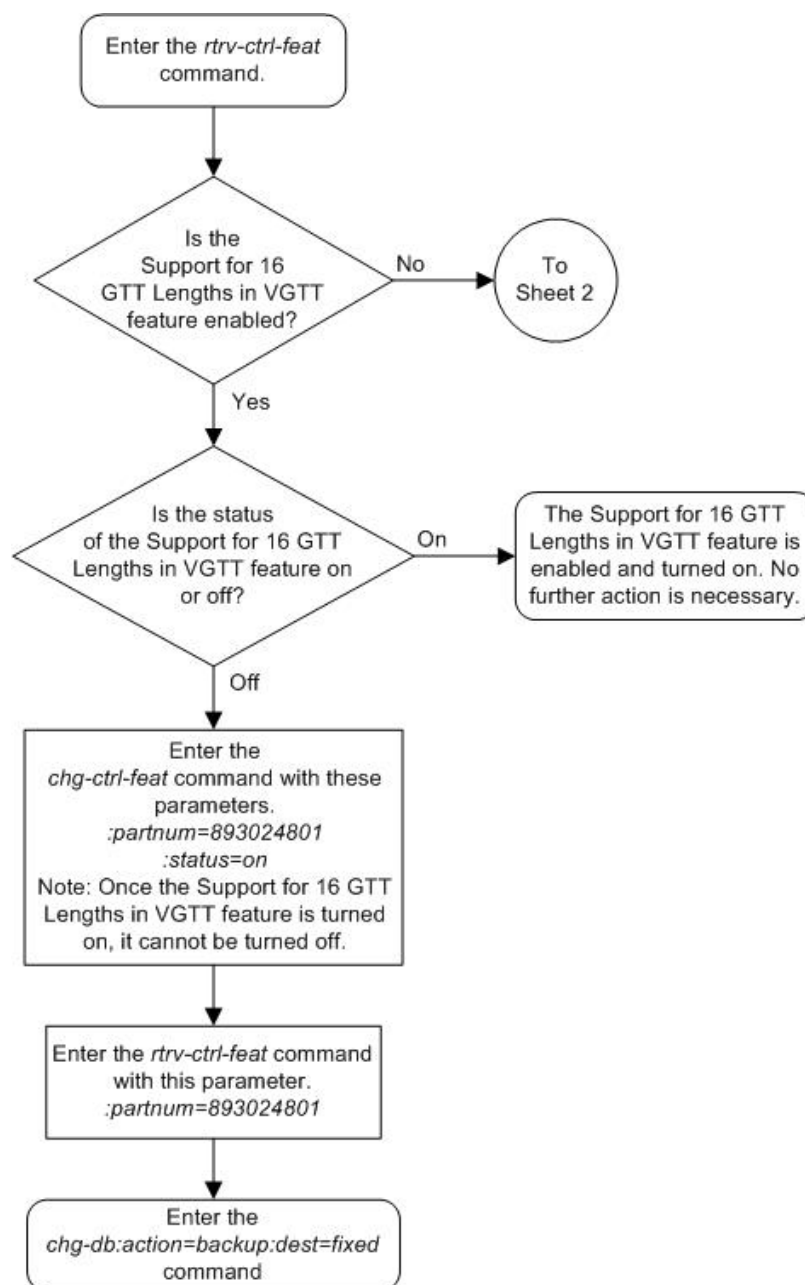 Enter the rtrv-ctrl-feat
command.
Is the
Support for 16
GTT Lengths in VGTT
feature enabled?
No
To
Sheet 2
Yes
Is the status
of the Support for 16 GTT
Lengths in VGTT feature on
or off?
On
The Support for 16 GTT
Lengths in VGTT feature is
enabled and turned on. No
further action is necessary.
Off
Enter the
chg-ctrl-feat command with these
parameters.
:partnum=893024801
:status=on
Note: Once the Support for 16 GTT
Lengths in VGTT feature is turned
on, it cannot be turned off.
Enter the rtrv-ctrl-feat command
with this parameter.
:partnum=893024801
Enter the
chg-db:action=backup:dest=fixed
command